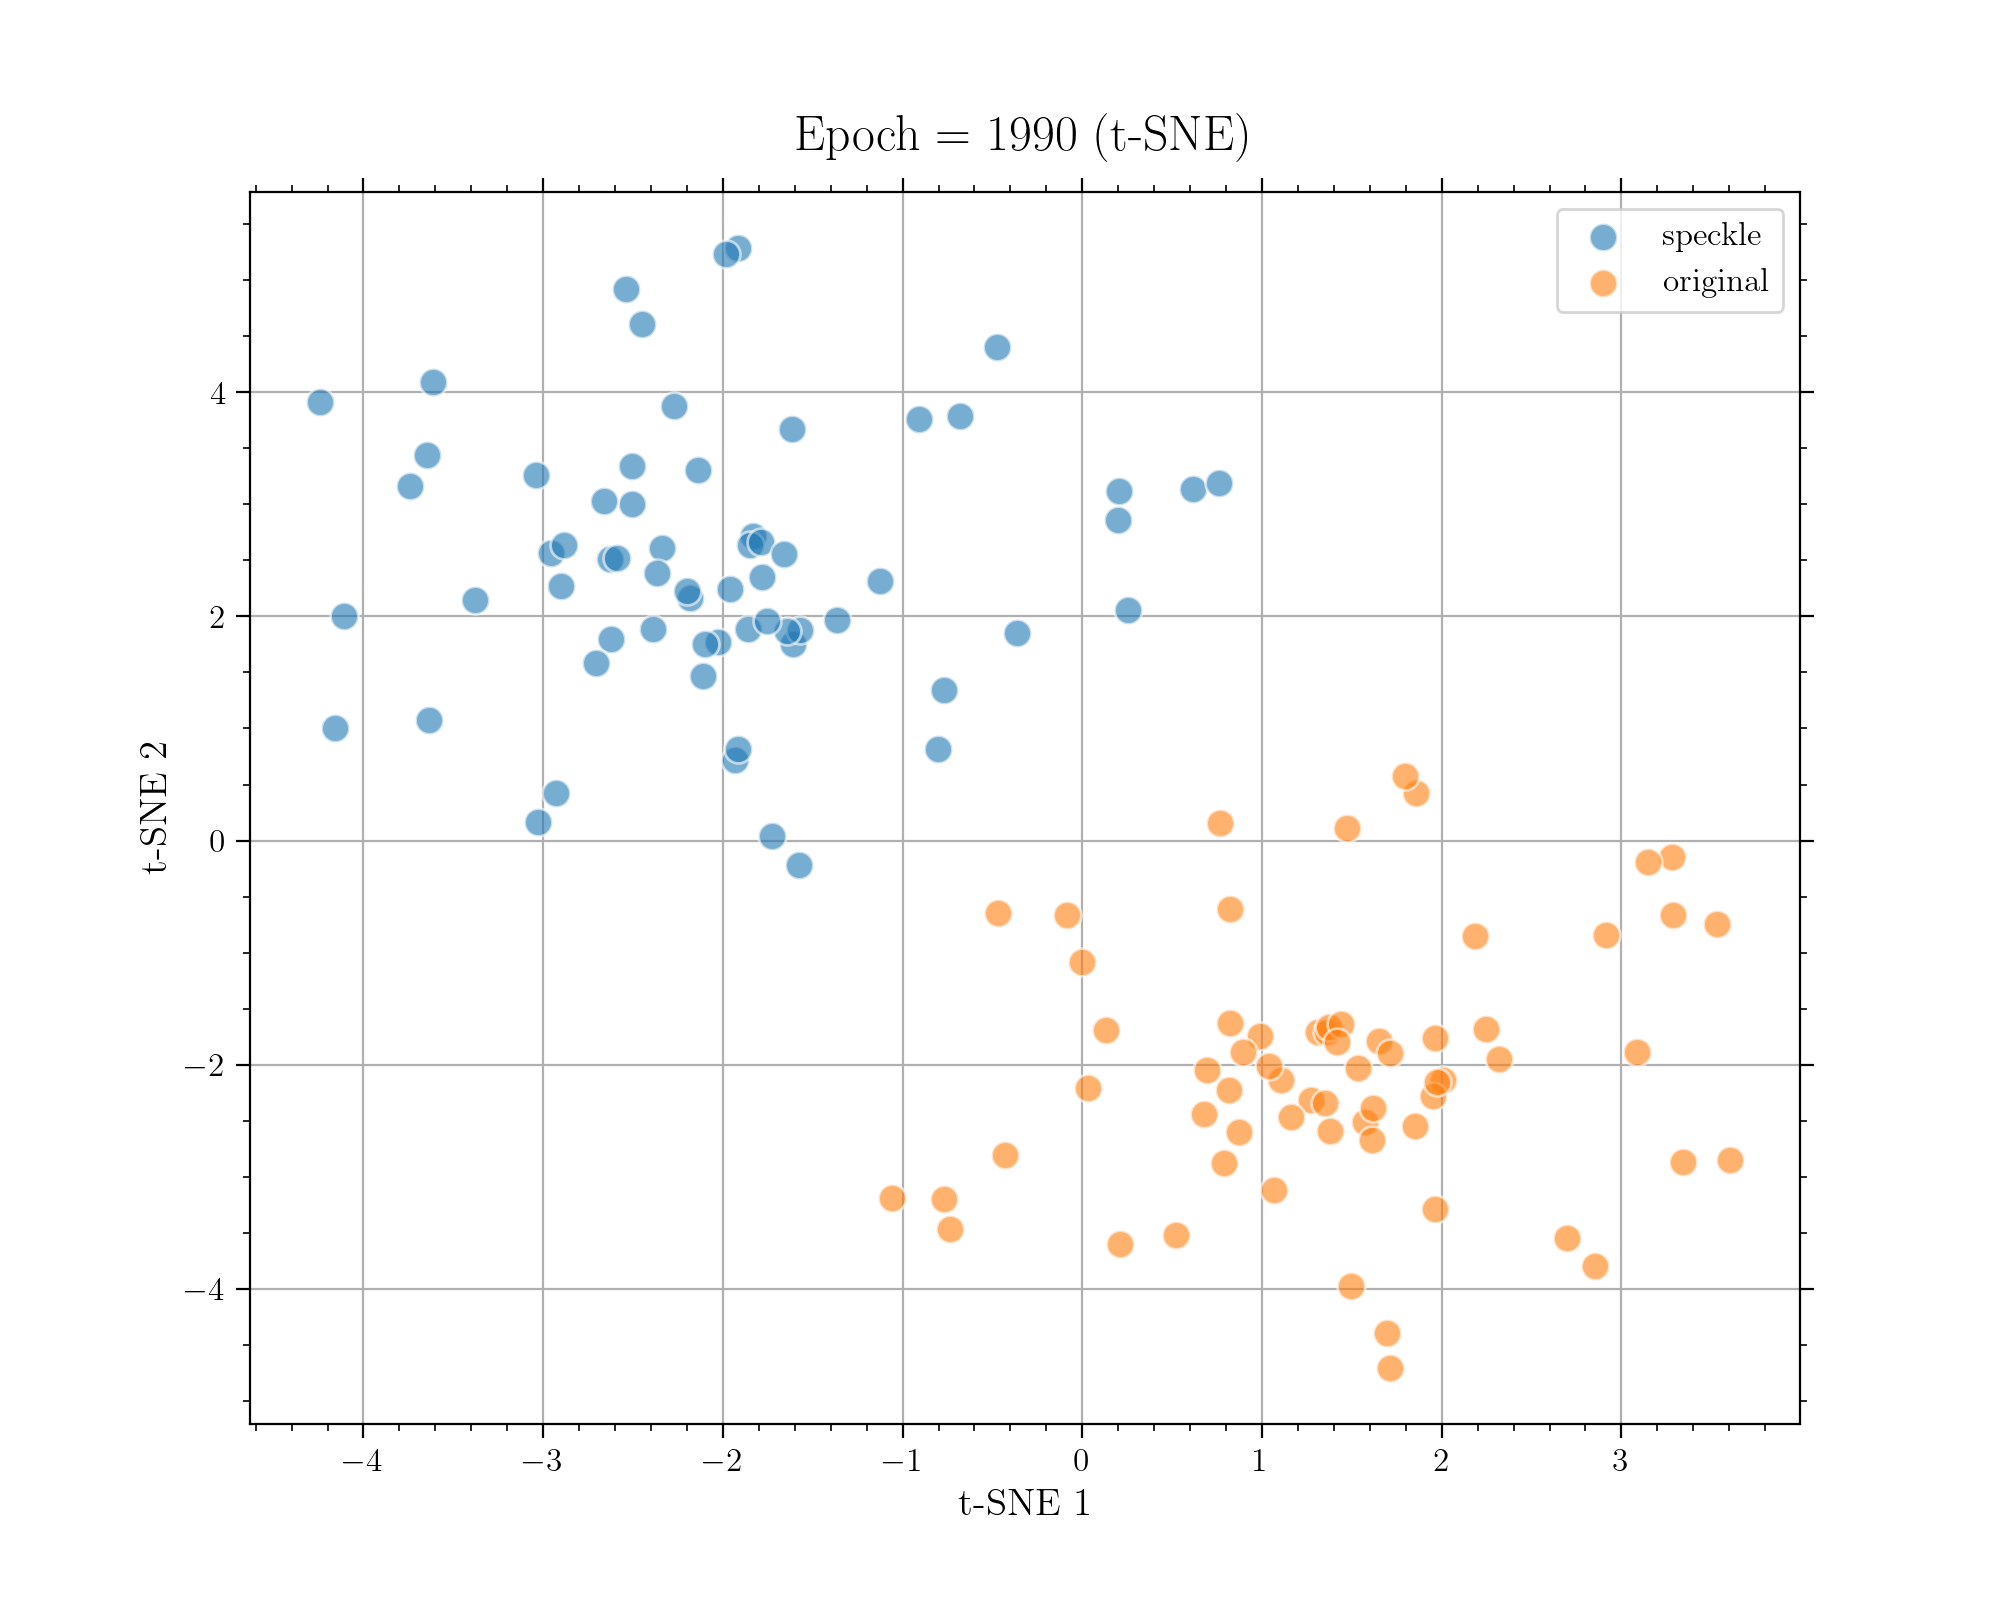 Epoch = 1990 (t-SNE)
speckle
original
4
2
0
−2
−4
t-SNE 2
−4 −3 −2 −1 0 1 2 3
t-SNE 1